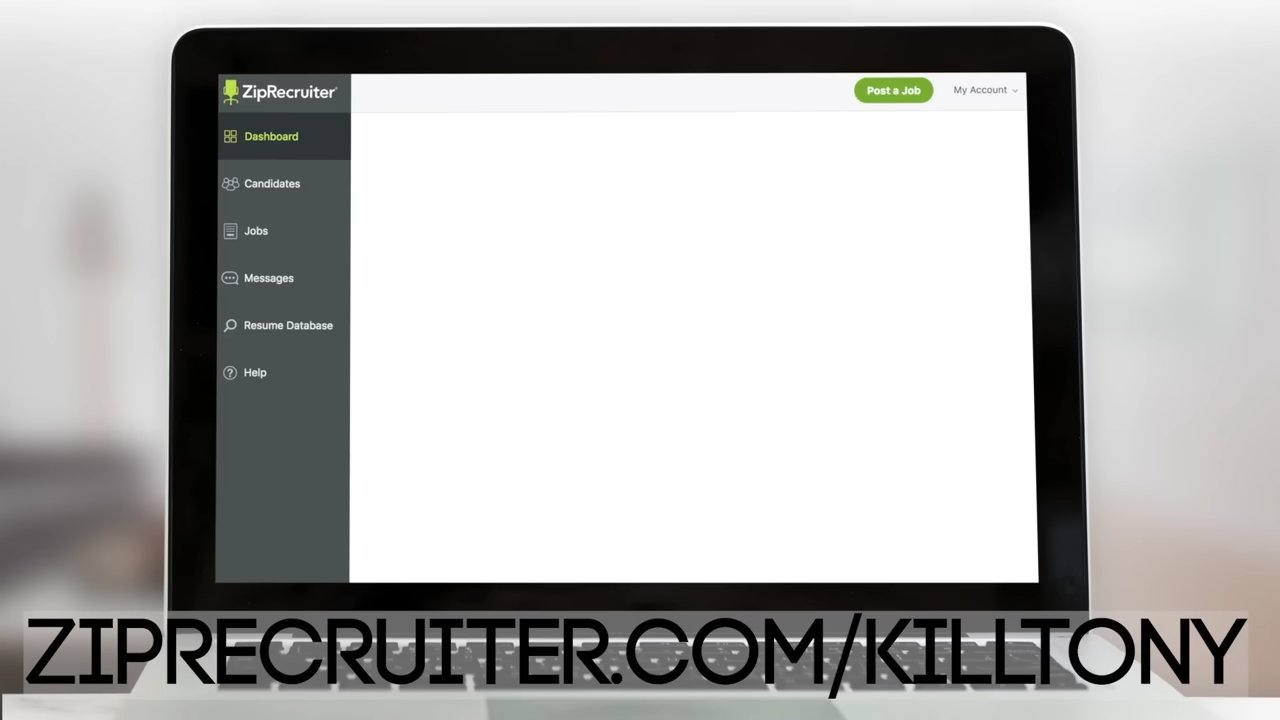 ZipRecruiter
Post a Job
My Account
Dashboard
Candidates
Jobs
Messages
Resume Database
Help
ZIPRECRUITER.COM/KILLTONY